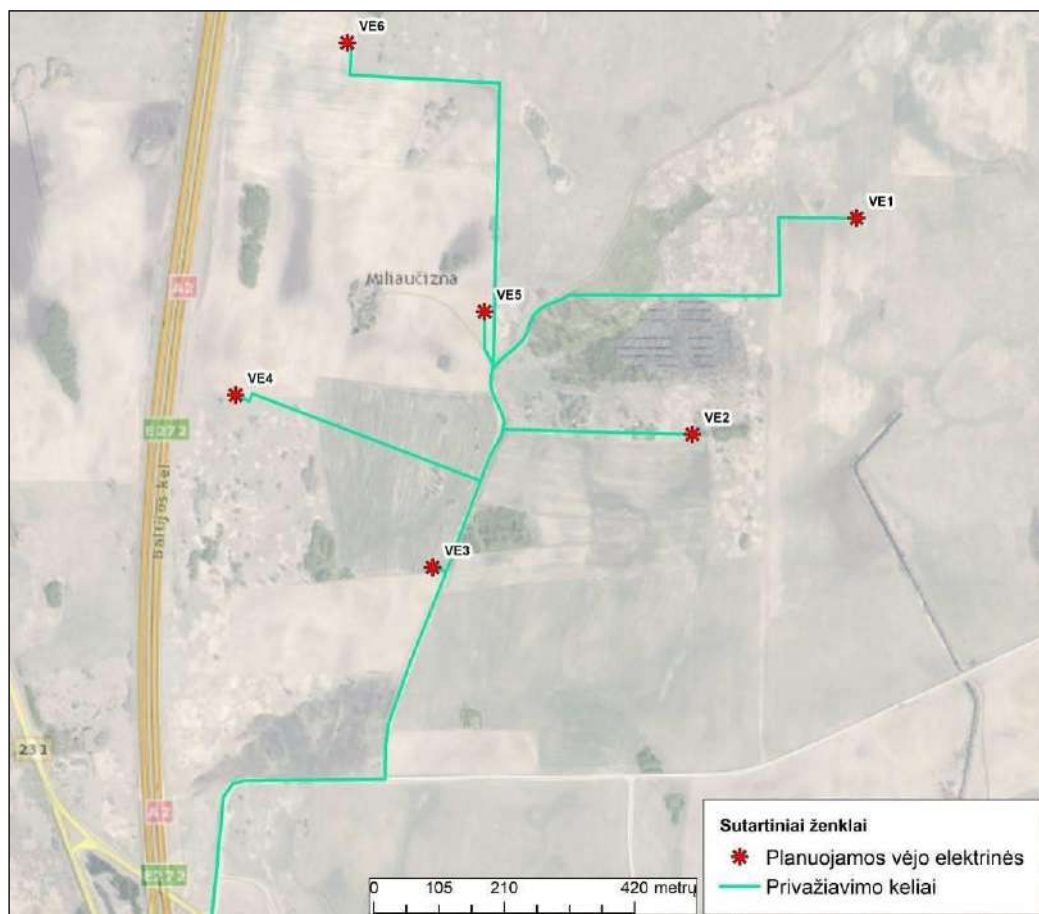 VE6
VE1
A2
Miliaučizna
VE5
VE4
VE2
E272
Baltijos kel.
VE3
231
A2
E272
0 105 210 420 metrų
Sutartiniai ženklai
Planuojamos vėjo elektrinės
Privažiavimo keliai